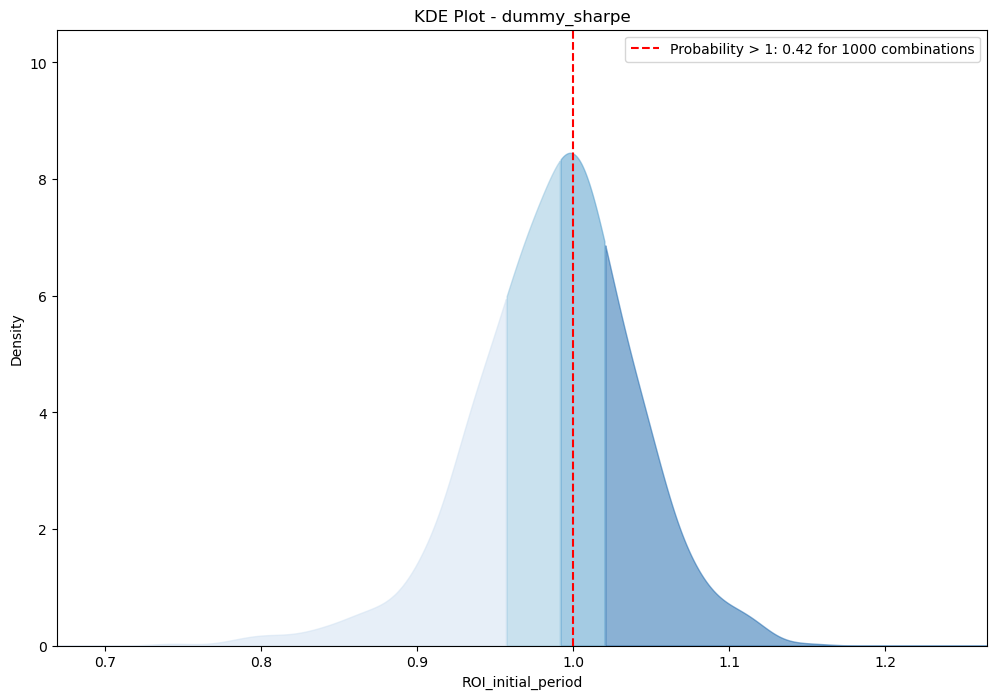 KDE Plot - dummy_sharpe
Probability > 1: 0.42 for 1000 combinations
10
8
6
4
2
0
Density
0.7 0.8 0.9 1.0 1.1 1.2
ROI_initial_period